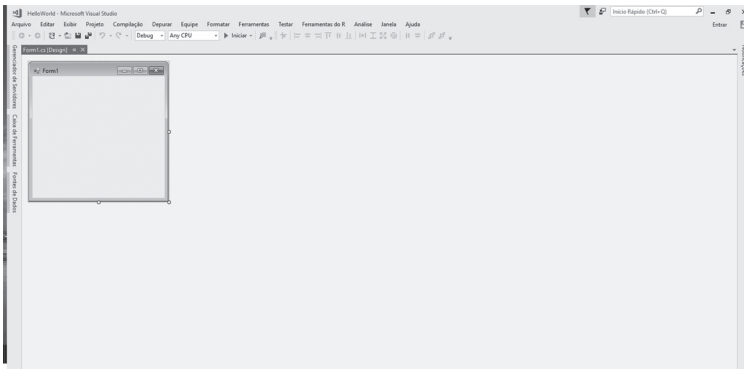 HelloWorld - Microsoft Visual Studio
Início Rápido (Ctrl+Q)
Arquivo Editar Exibir Projeto Compilação Depurar Equipe Formatar Ferramentas Testar Ferramentas do R Análise Janela Ajuda
Entrar
Debug Any CPU Iniciar
Form1.cs [Design]
Form1
Gerenciador de Servidores
Caixa de Ferramentas
Fontes de Dados